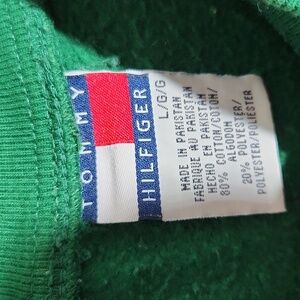 TOMMY
HILFIGER
L/G/G
MADE IN PAKISTAN
FABRIQUE AU PAKISTAN
HECHO EN PAKISTAN
80% COTTON/COTON/
ALGODON
20% POLYESTER/
POLYESTER/POLIESTER